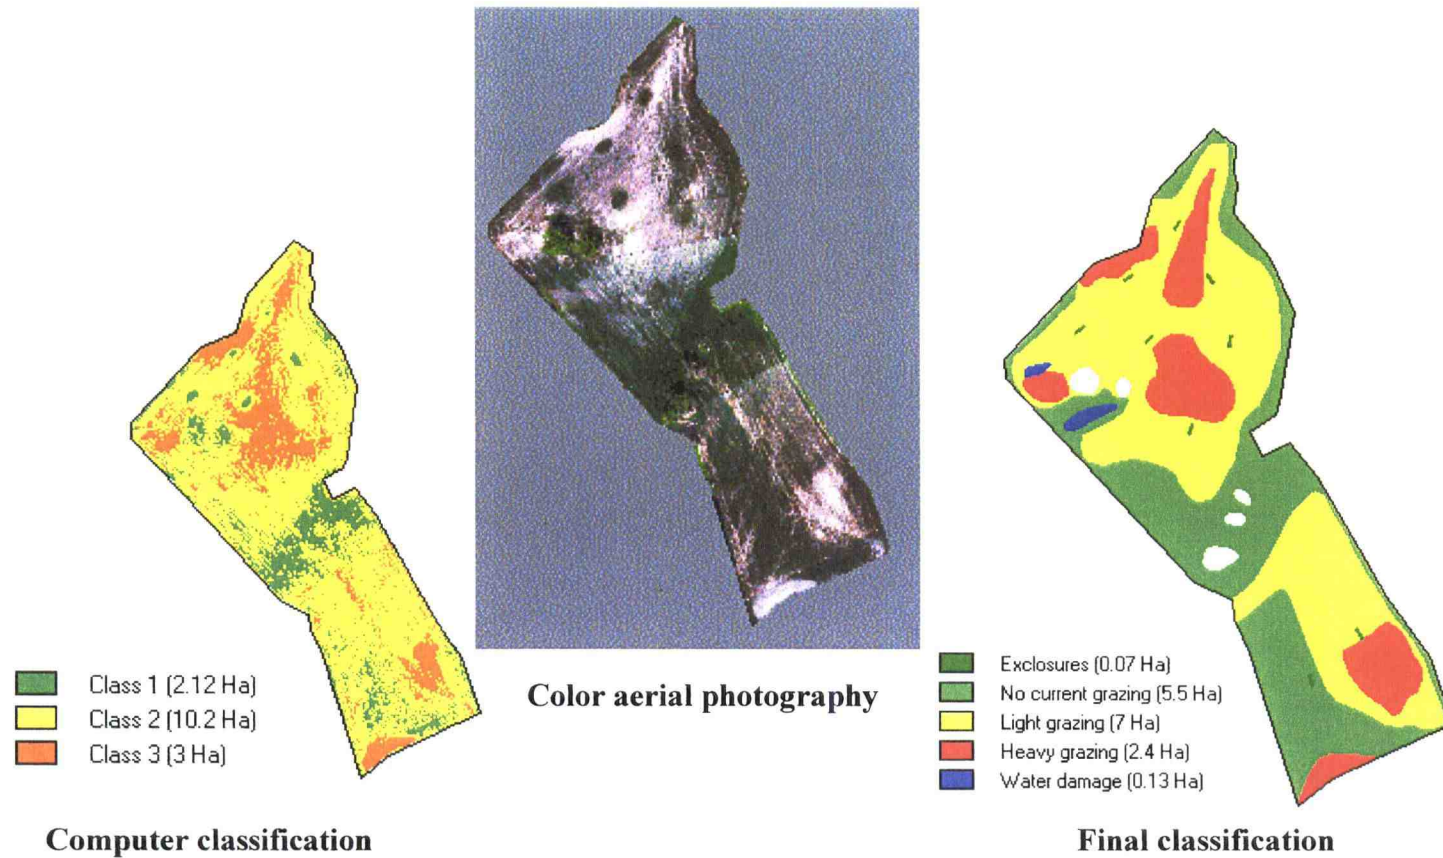 Class 1 (2.12 Ha)
Class 2 (10.2 Ha)
Class 3 (3 Ha)
Computer classification
Color aerial photography
Exclosures (0.07 Ha)
No current grazing (5.5 Ha)
Light grazing (7 Ha)
Heavy grazing (2.4 Ha)
Water damage (0.13 Ha)
Final classification